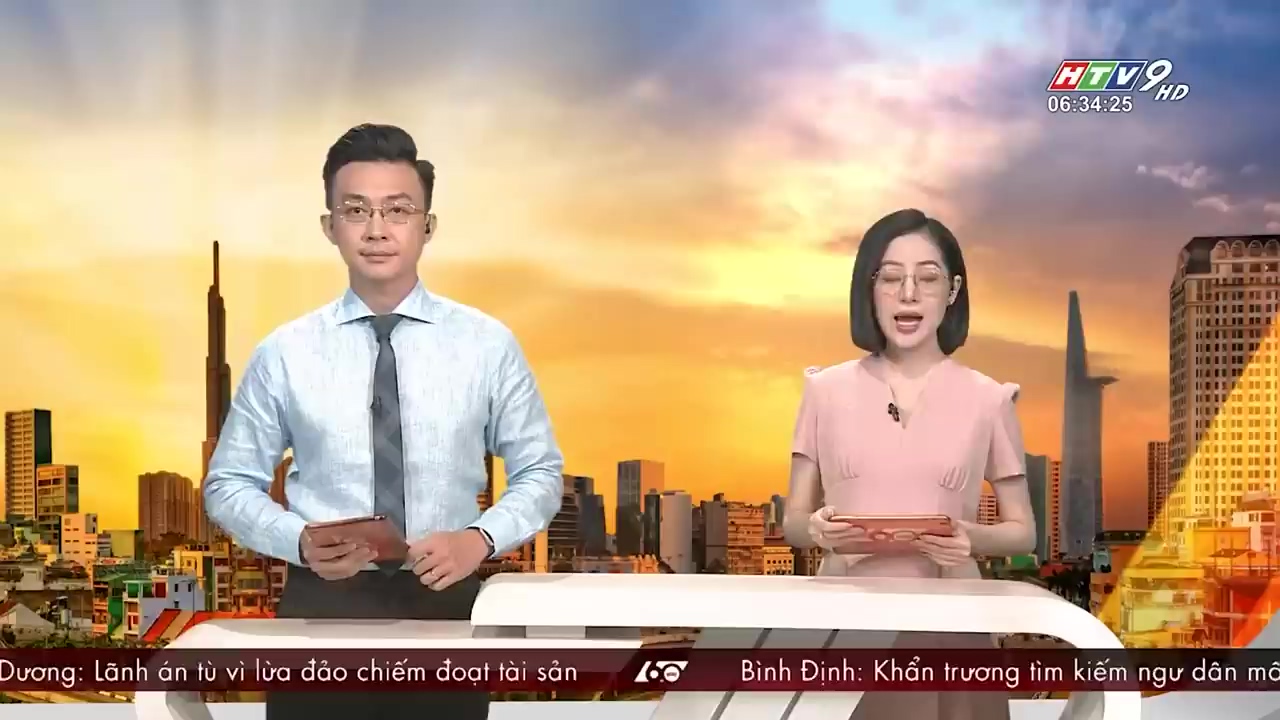 HTV9 HD
06:34:25
Dương: Lãnh án tù vì lừa đảo chiếm đoạt tài sản 60 Bình Định: Khẩn trương tìm kiếm ngư dân